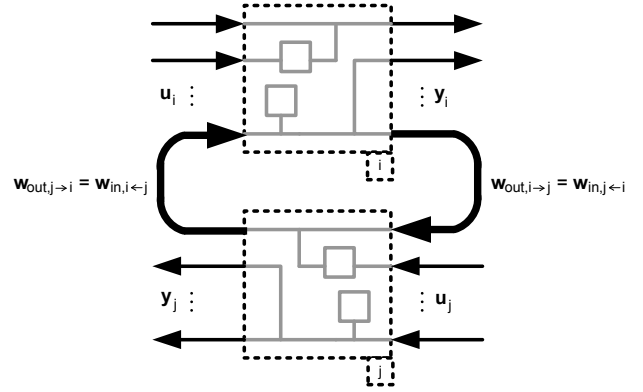 u_i ⋮
⋮ y_i
i
w_out,j→i = w_in,i←j
w_out,i→j = w_in,j←i
y_j ⋮
⋮ u_j
j